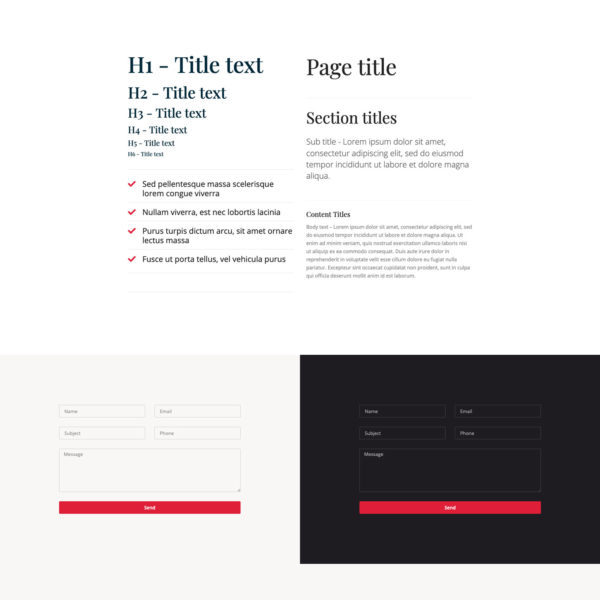 H1 - Title text
H2 - Title text
H3 - Title text
H4 - Title text
H5 - Title text
H6 - Title text
Sed pellentesque massa scelerisque
lorem congue viverra
Nullam viverra, est nec lobortis lacinia
Purus turpis dictum arcu, sit amet ornare
lectus massa
Fusce ut porta tellus, vel vehicula purus
Page title
Section titles
Sub title - Lorem ipsum dolor sit amet,
consectetur adipiscing elit, sed do eiusmod
tempor incididunt ut labore et dolore magna
aliqua.
Content Titles
Body text – Lorem ipsum dolor sit amet, consectetur adipiscing elit, sed
do eiusmod tempor incididunt ut labore et dolore magna aliqua. Ut
enim ad minim veniam, quis nostrud exercitation ullamco laboris nisi
ut aliquip ex ea commodo consequat. Duis aute irure dolor in
reprehenderit in voluptate velit esse cillum dolore eu fugiat nulla
pariatur. Excepteur sint occaecat cupidatat non proident, sunt in culpa
qui officia deserunt mollit anim id est laborum.
Name
Email
Subject
Phone
Message
Send
Name
Email
Subject
Phone
Message
Send